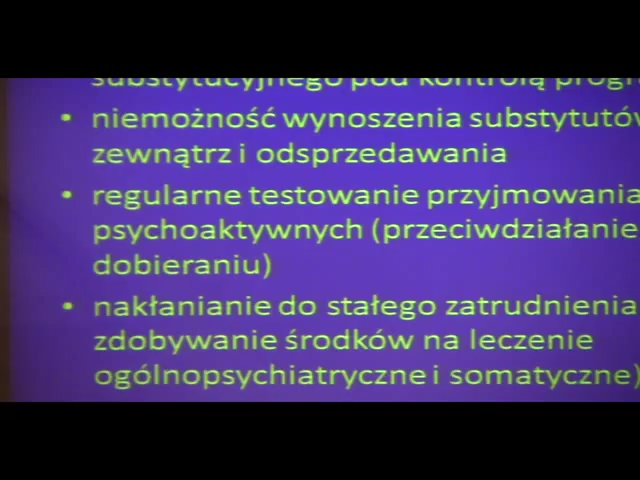 substytucyjnego pod kontrolą
• niemożność wynoszenia substytutów
zewnątrz i odsprzedawania
• regularne testowanie przyjmowania
psychoaktywnych (przeciwdziałanie
dobieraniu)
• nakłanianie do stałego zatrudnienia
zdobywanie środków na leczenie
ogólnopsychiatryczne i somatyczne)